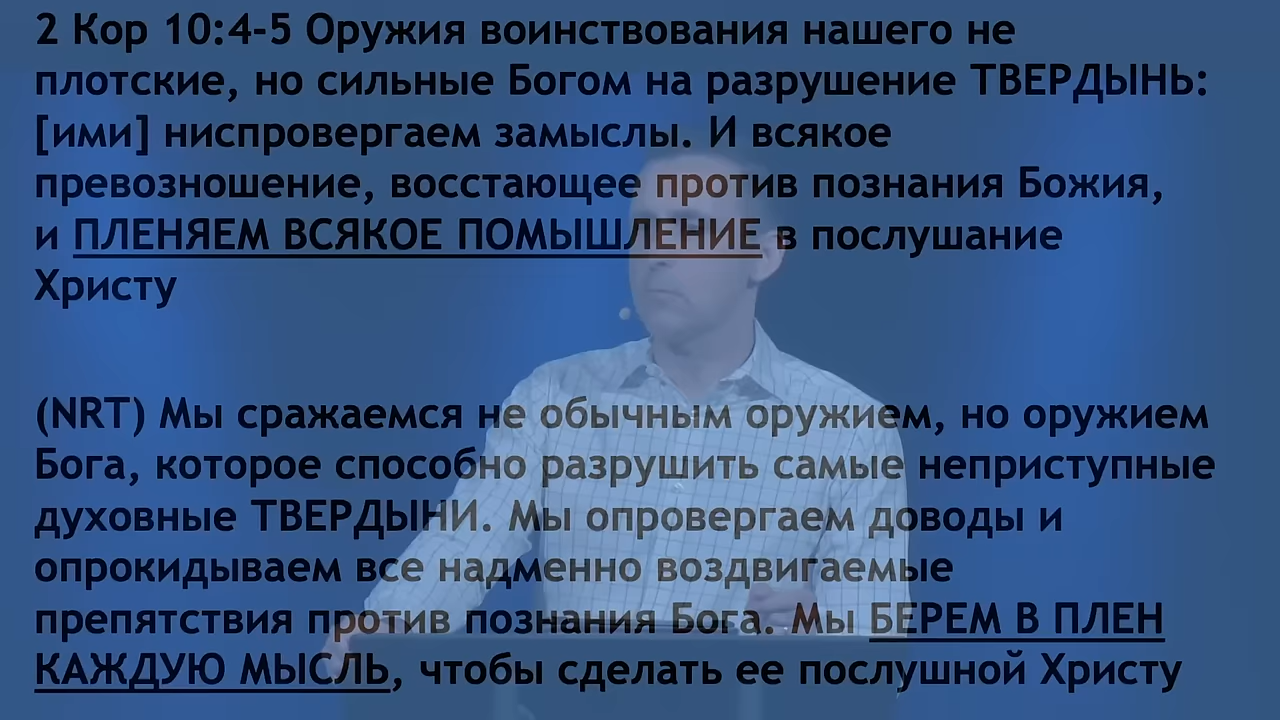 2 Кор 10:4-5 Оружия воинствования нашего не
плотские, но сильные Богом на разрушение ТВЕРДЫНЬ:
[ими] ниспровергаем замыслы. И всякое
превозношение, восстающее против познания Божия,
и ПЛЕНЯЕМ ВСЯКОЕ ПОМЫШЛЕНИЕ в послушание
Христу
(NRT) Мы сражаемся не обычным оружием, но оружием
Бога, которое способно разрушить самые неприступные
духовные ТВЕРДЫНИ. Мы опровергаем доводы и
опрокидываем все надменно воздвигаемые
препятствия против познания Бога. Мы БЕРЕМ В ПЛЕН
КАЖДУЮ МЫСЛЬ, чтобы сделать ее послушной Христу